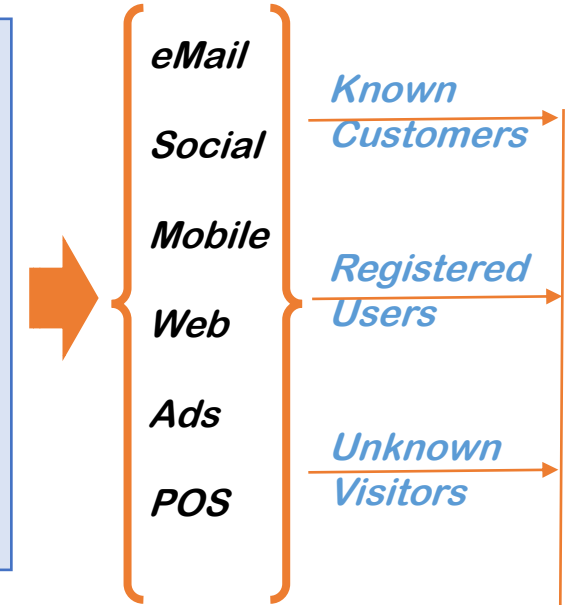 eMail
Social
Mobile
Web
Ads
POS
Known
Customers
Registered
Users
Unknown
Visitors